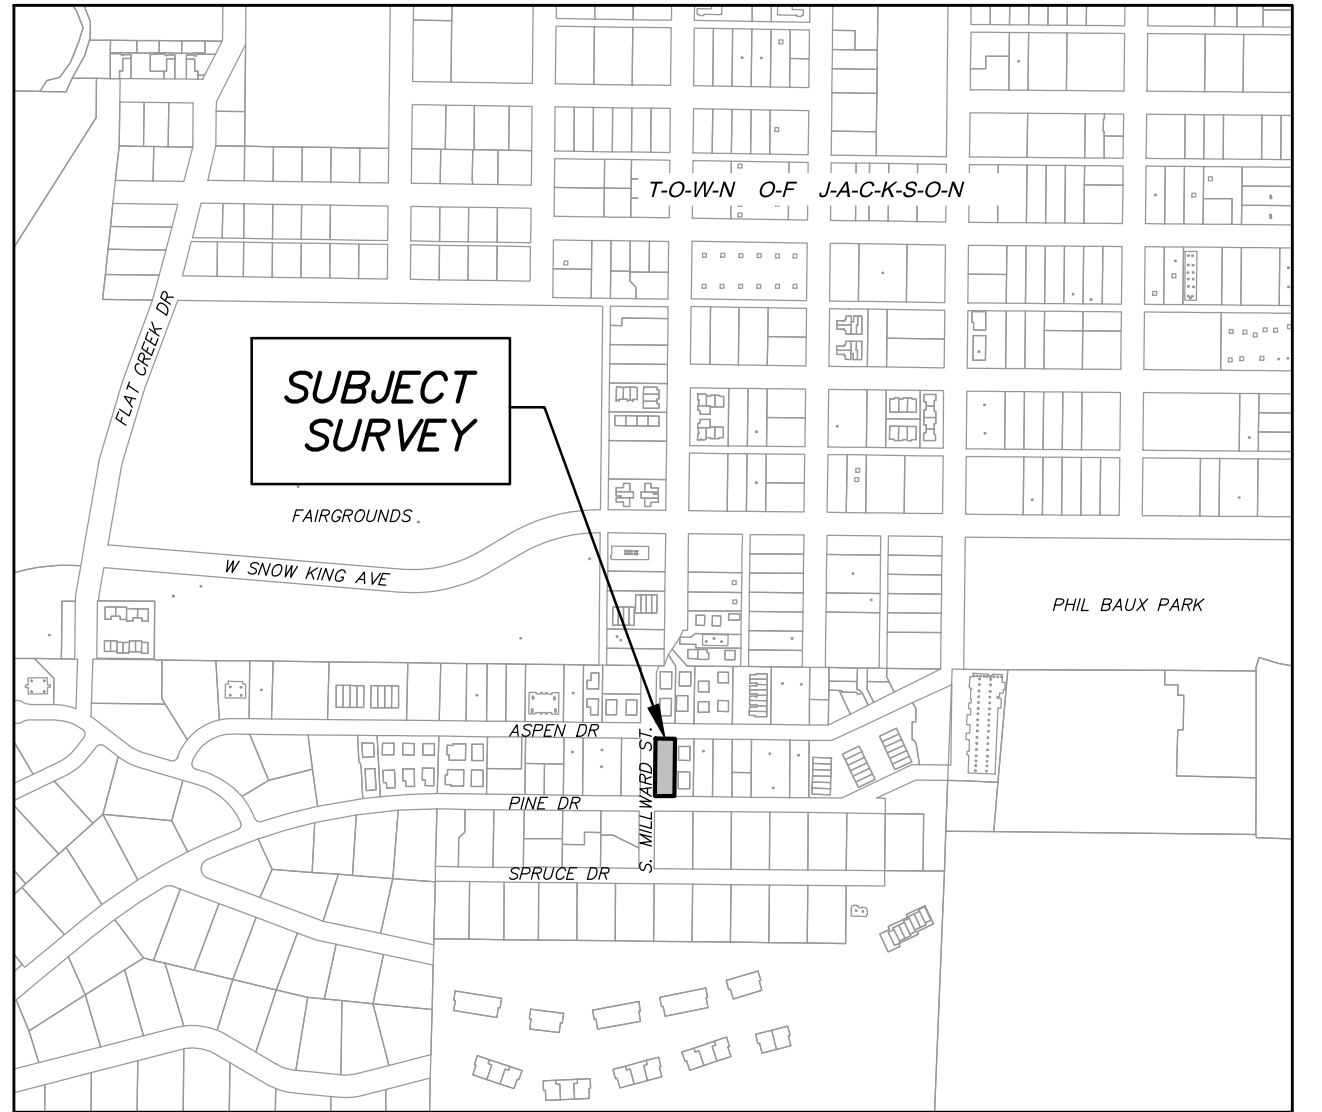 T-O-W-N O-F J-A-C-K-S-O-N
FLAT CREEK DR
SUBJECT
SURVEY
FAIRGROUNDS
W SNOW KING AVE
PHIL BAUX PARK
ASPEN DR
S. MILLWARD ST.
PINE DR
SPRUCE DR